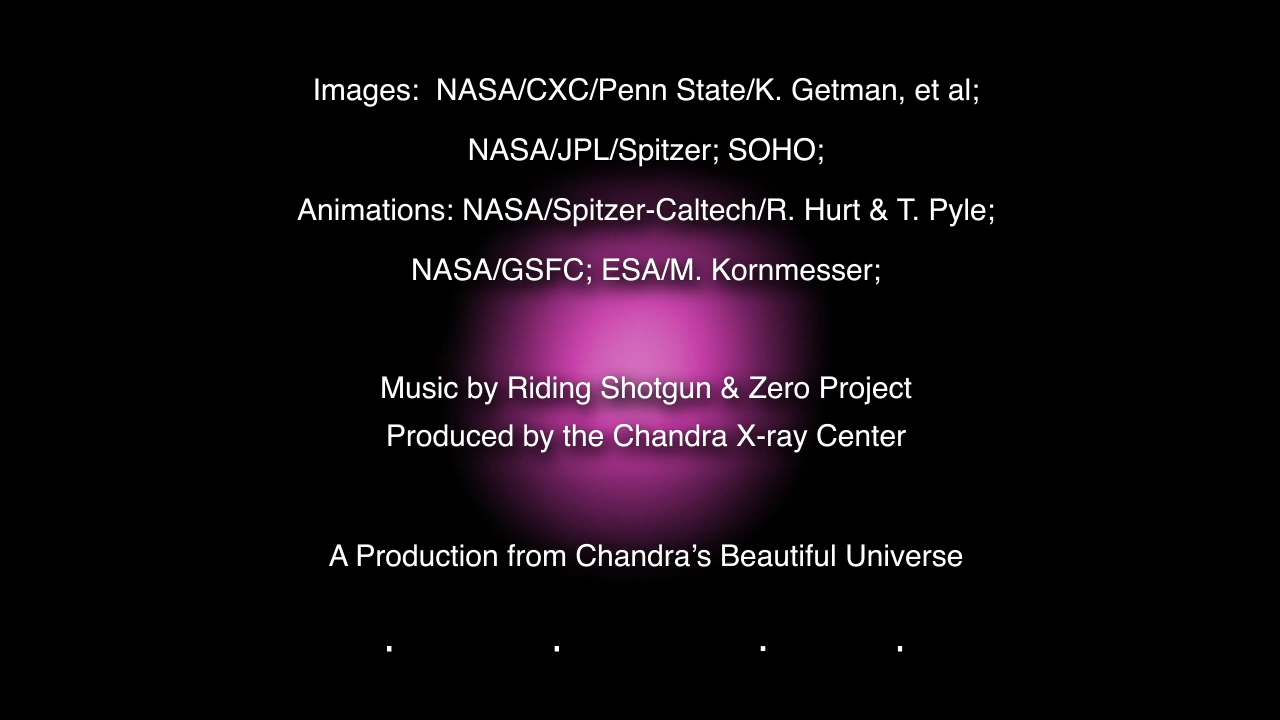 Images:  NASA/CXC/Penn State/K. Getman, et al;
NASA/JPL/Spitzer; SOHO;
Animations: NASA/Spitzer-Caltech/R. Hurt & T. Pyle;
NASA/GSFC; ESA/M. Kornmesser;
Music by Riding Shotgun & Zero Project
Produced by the Chandra X-ray Center
A Production from Chandra’s Beautiful Universe